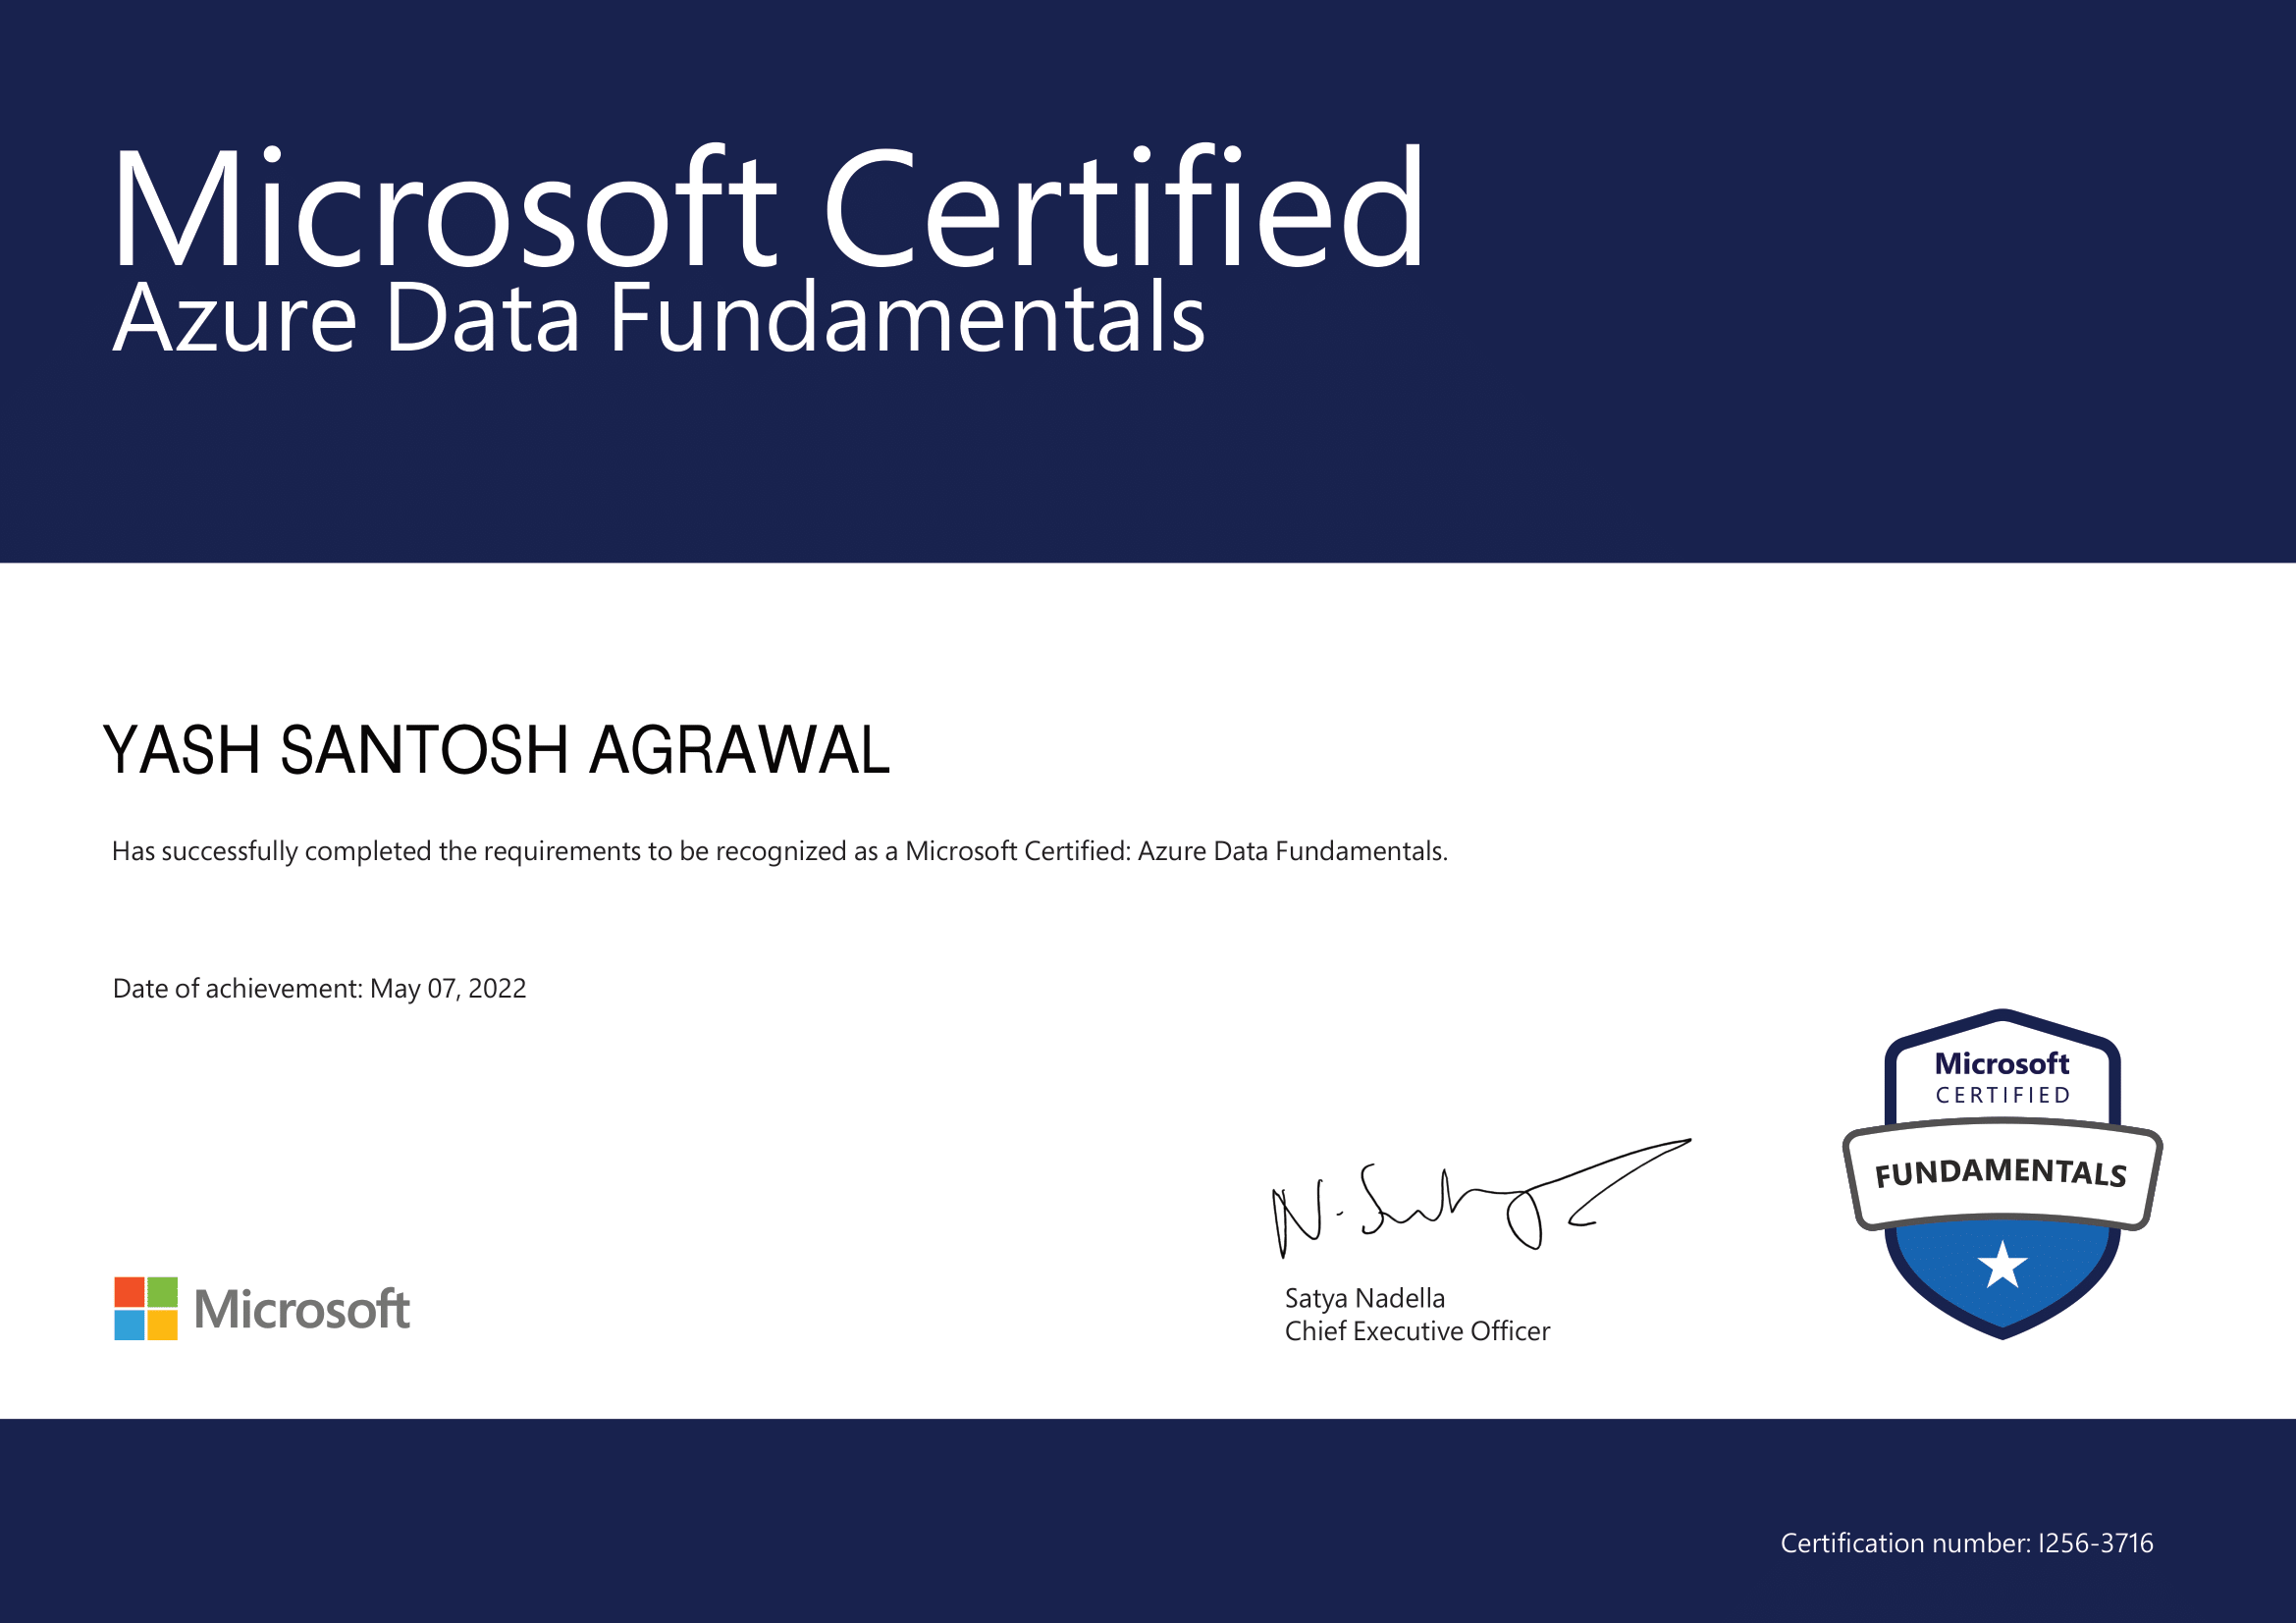 Microsoft Certified
Azure Data Fundamentals
YASH SANTOSH AGRAWAL
Has successfully completed the requirements to be recognized as a Microsoft Certified: Azure Data Fundamentals.
Date of achievement: May 07, 2022
Microsoft
CERTIFIED
FUNDAMENTALS
Satya Nadella
Chief Executive Officer
Microsoft
Certification number: I256-3716